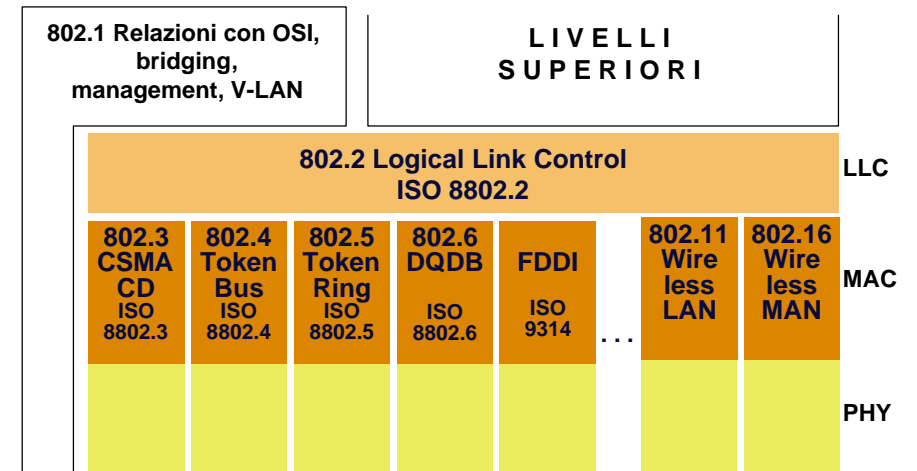 802.1 Relazioni con OSI,
bridging,
management, V-LAN
L I V E L L I
S U P E R I O R I
802.2 Logical Link Control
ISO 8802.2
LLC
802.3
CSMA
CD
ISO
8802.3
802.4
Token
Bus
ISO
8802.4
802.5
Token
Ring
ISO
8802.5
802.6
DQDB
ISO
8802.6
FDDI
ISO
9314
. . .
802.11
Wire
less
LAN
802.16
Wire
less
MAN
MAC
PHY